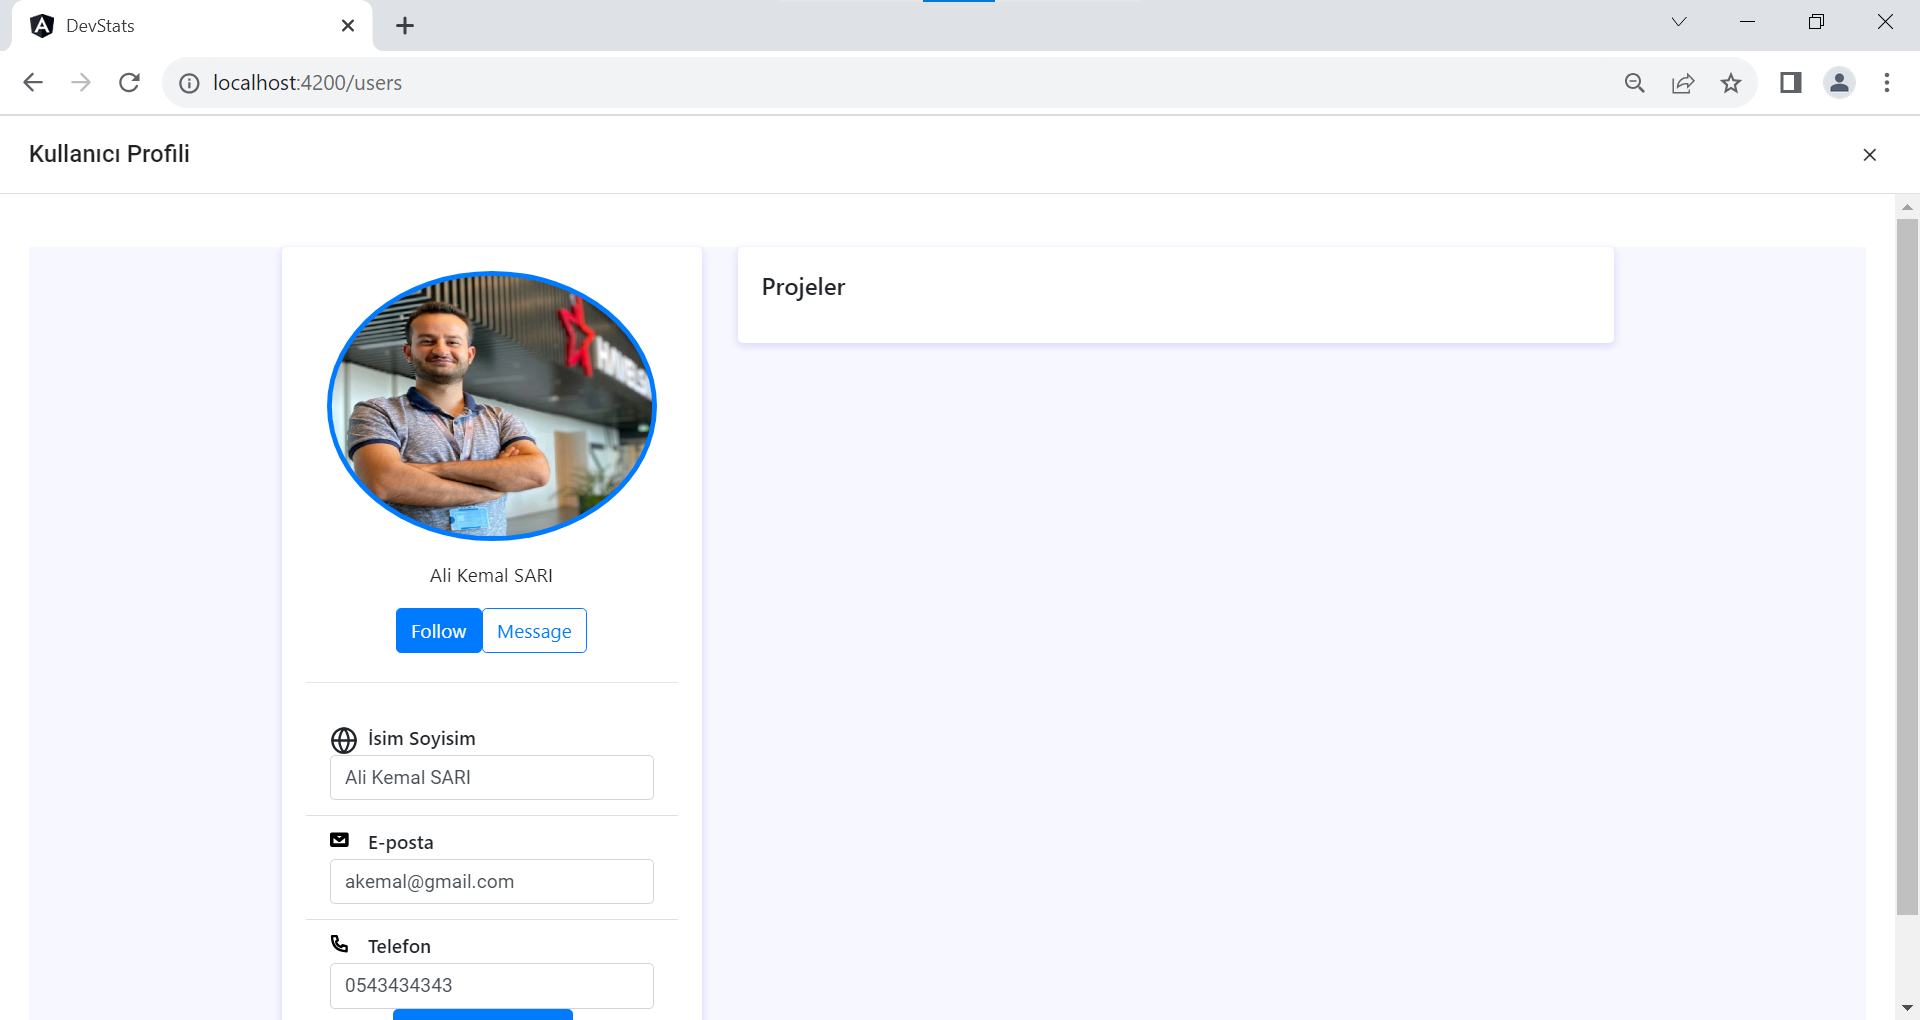 DevStats
localhost:4200/users
Kullanıcı Profili
Projeler
Ali Kemal SARI
Follow
Message
İsim Soyisim
Ali Kemal SARI
E-posta
akemal@gmail.com
Telefon
0543434343